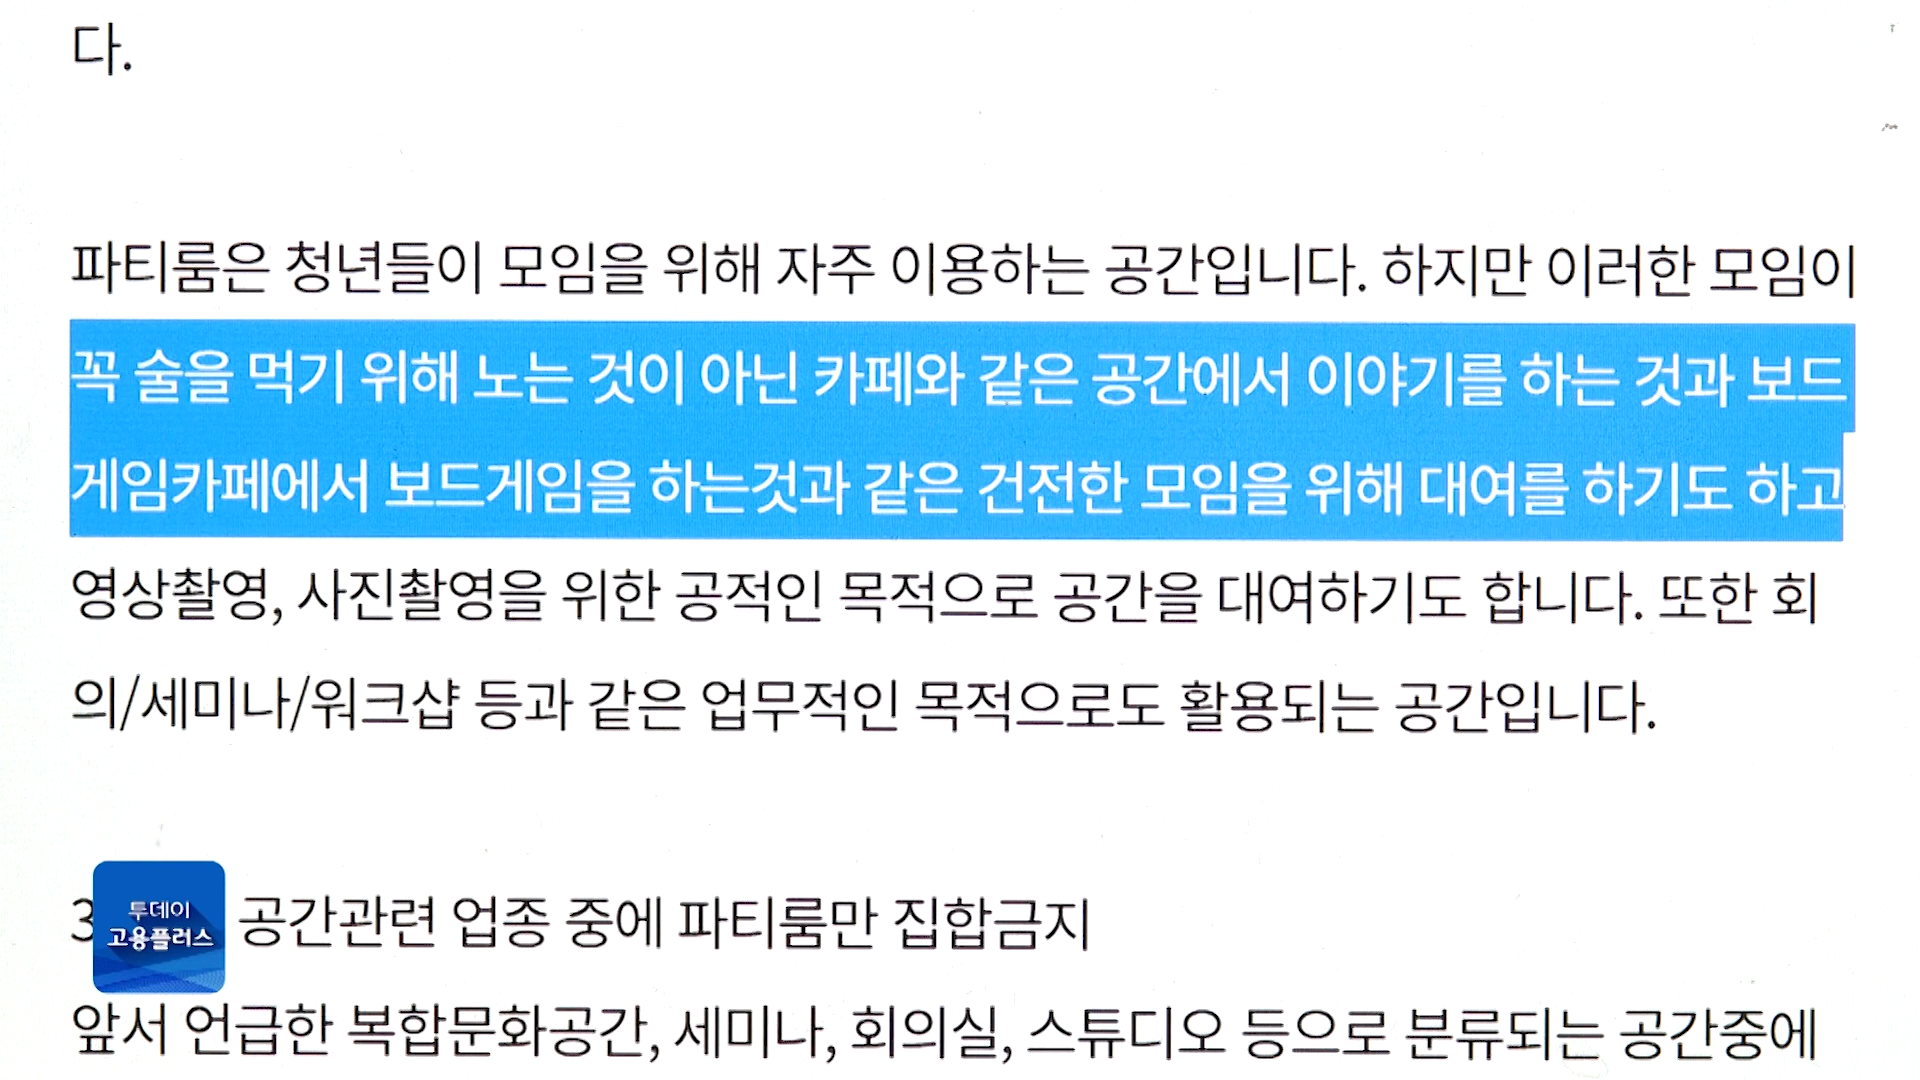 다.
파티룸은 청년들이 모임을 위해 자주 이용하는 공간입니다. 하지만 이러한 모임이
꼭 술을 먹기 위해 노는 것이 아닌 카페와 같은 공간에서 이야기를 하는 것과 보드
게임카페에서 보드게임을 하는것과 같은 건전한 모임을 위해 대여를 하기도 하고
영상촬영, 사진촬영을 위한 공적인 목적으로 공간을 대여하기도 합니다. 또한 회
의/세미나/워크샵 등과 같은 업무적인 목적으로도 활용되는 공간입니다.
3 공간관련 업종 중에 파티룸만 집합금지
투데이
고용플러스
앞서 언급한 복합문화공간, 세미나, 회의실, 스튜디오 등으로 분류되는 공간중에